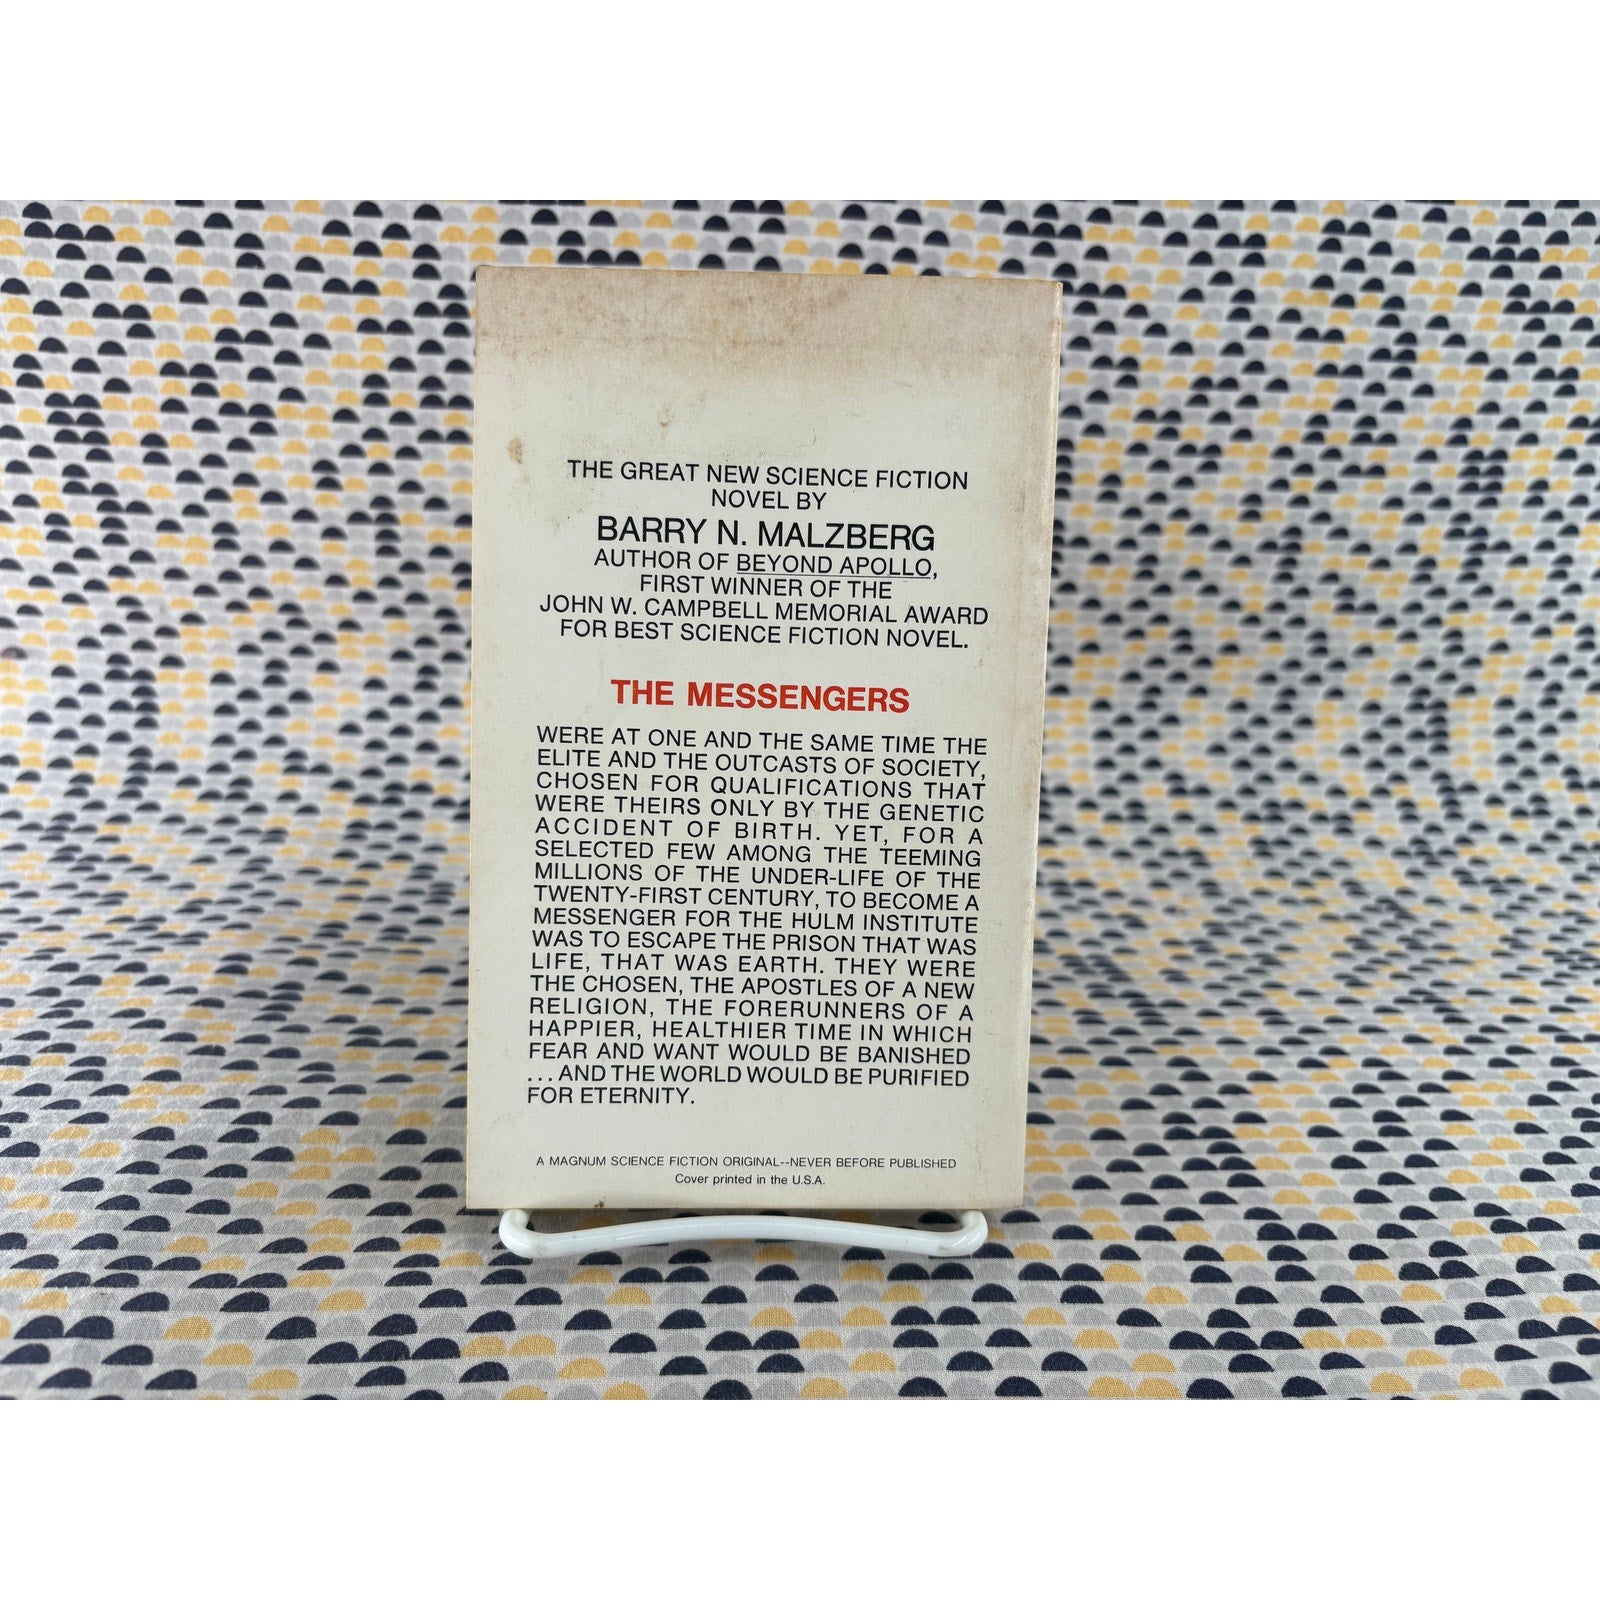 THE GREAT NEW SCIENCE FICTION
NOVEL BY
BARRY N. MALZBERG
AUTHOR OF BEYOND APOLLO,
FIRST WINNER OF THE
JOHN W. CAMPBELL MEMORIAL AWARD
FOR BEST SCIENCE FICTION NOVEL.
THE MESSENGERS
WERE AT ONE AND THE SAME TIME THE
ELITE AND THE OUTCASTS OF SOCIETY,
CHOSEN FOR QUALIFICATIONS THAT
WERE THEIRS ONLY BY THE GENETIC
ACCIDENT OF BIRTH. YET, FOR A
SELECTED FEW AMONG THE TEEMING
MILLIONS OF THE UNDER-LIFE OF THE
TWENTY-FIRST CENTURY, TO BECOME A
MESSENGER FOR THE HULM INSTITUTE
WAS TO ESCAPE THE PRISON THAT WAS
LIFE, THAT WAS EARTH. THEY WERE
THE CHOSEN, THE APOSTLES OF A NEW
RELIGION, THE FORERUNNERS OF A
HAPPIER, HEALTHIER TIME IN WHICH
FEAR AND WANT WOULD BE BANISHED
...AND THE WORLD WOULD BE PURIFIED
FOR ETERNITY.
A MAGNUM SCIENCE FICTION ORIGINAL--NEVER BEFORE PUBLISHED
Cover printed in the U.S.A.